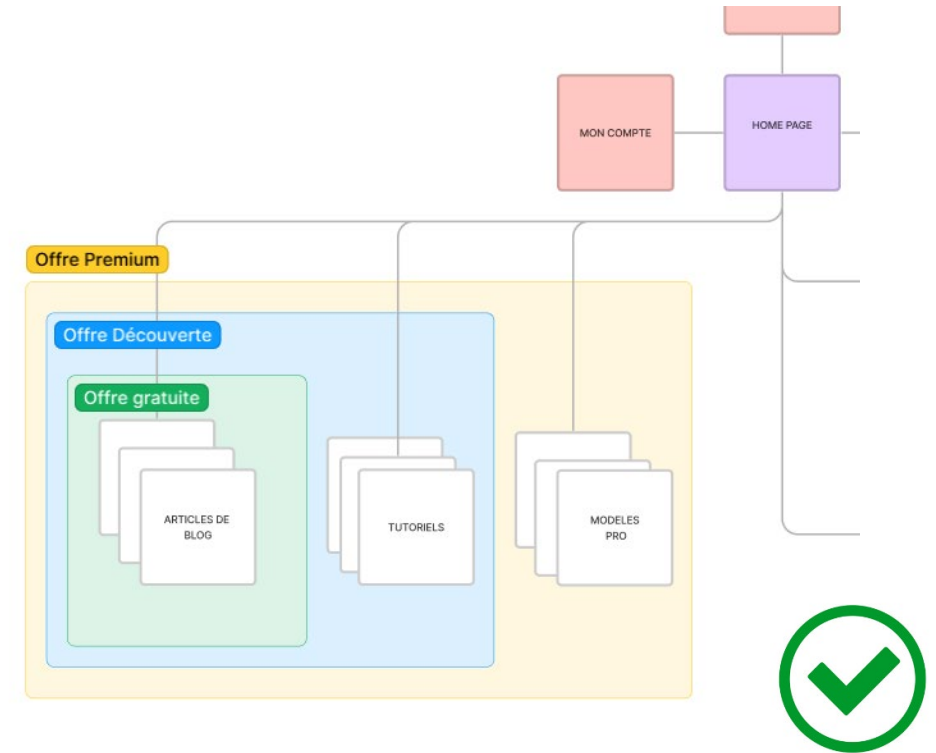 MON COMPTE
HOME PAGE
Offre Premium
Offre Découverte
Offre gratuite
ARTICLES DE
BLOG
TUTORIELS
MODELES
PRO